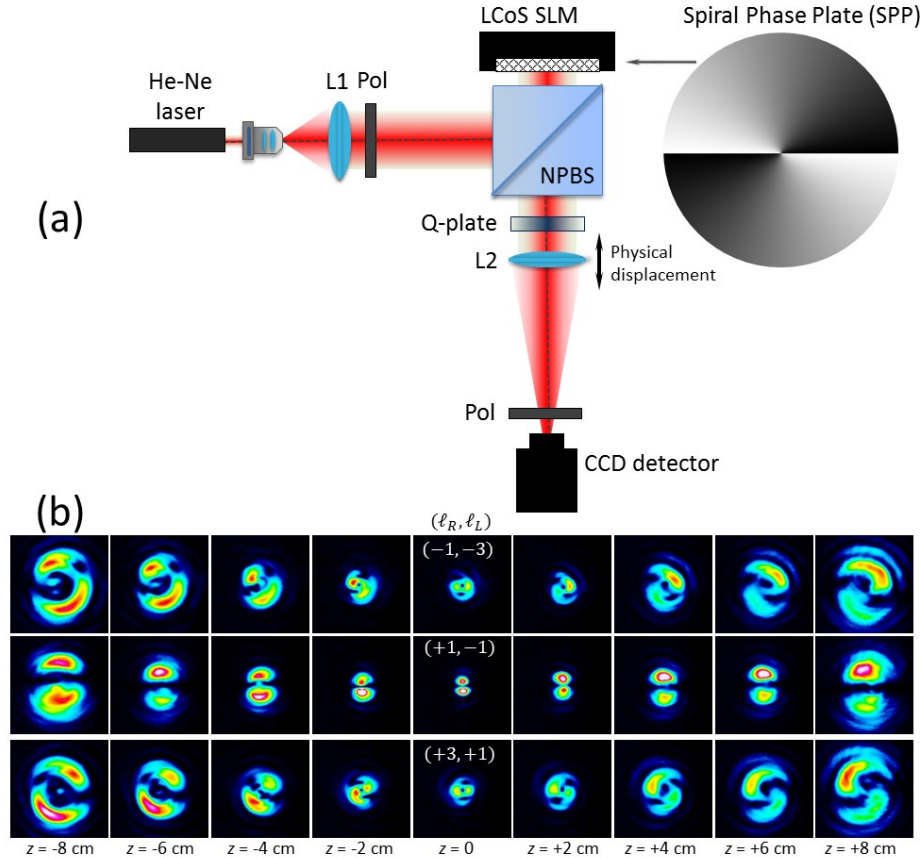 LCoS SLM
Spiral Phase Plate (SPP)
He-Ne
laser
L1
Pol
NPBS
(a)
Q-plate
L2
Physical
displacement
Pol
CCD detector
(b)
(ℓR, ℓL)
(−1,−3)
(+1,−1)
(+3,+1)
z = -8 cm
z = -6 cm
z = -4 cm
z = -2 cm
z = 0
z = +2 cm
z = +4 cm
z = +6 cm
z = +8 cm